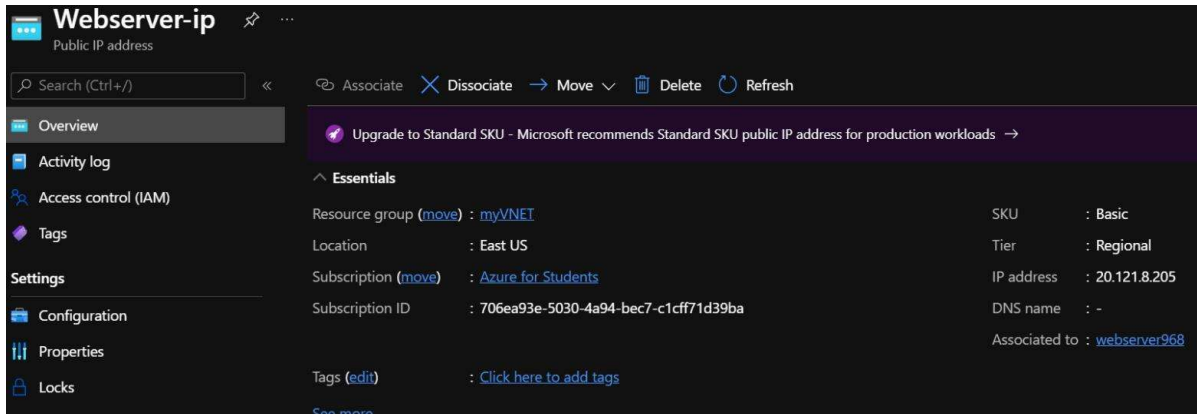 Webserver-ip
Public IP address
Search (Ctrl+/)
Overview
Activity log
Access control (IAM)
Tags
Settings
Configuration
Properties
Locks
Associate Dissociate Move Delete Refresh
Upgrade to Standard SKU - Microsoft recommends Standard SKU public IP address for production workloads
Essentials
Resource group (move) : myVNET
Location : East US
Subscription (move) : Azure for Students
Subscription ID : 706ea93e-5030-4a94-bec7-c1cff71d39ba
SKU : Basic
Tier : Regional
IP address : 20.121.8.205
DNS name : -
Associated to : webserver968
Tags (edit) : Click here to add tags
See more